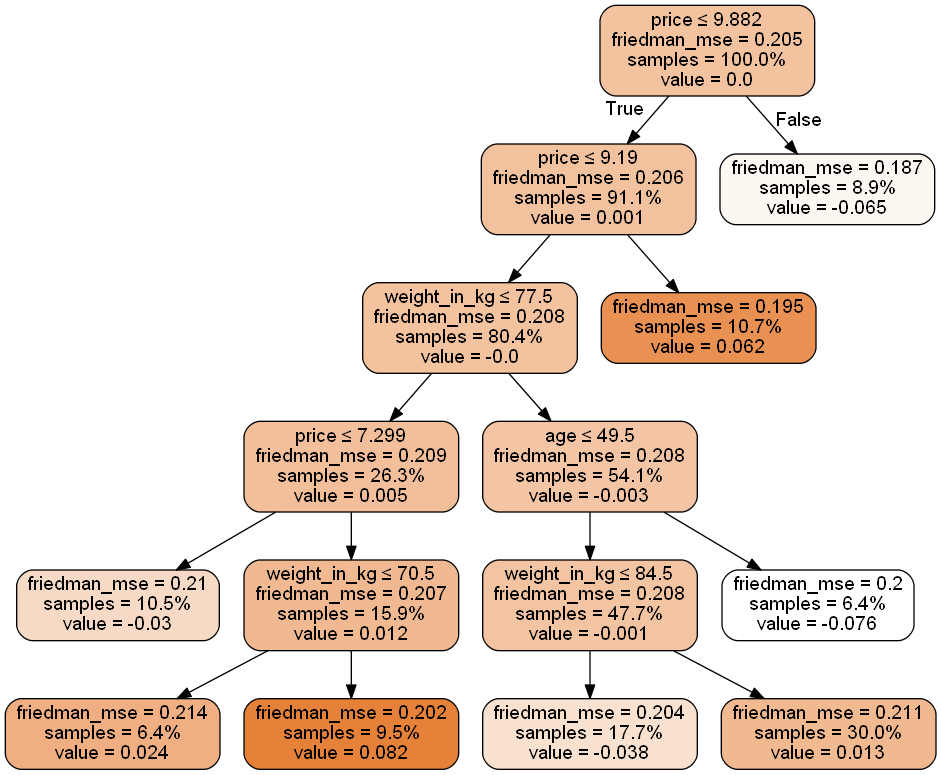 price ≤ 9.882
friedman_mse = 0.205
samples = 100.0%
value = 0.0
True
False
price ≤ 9.19
friedman_mse = 0.206
samples = 91.1%
value = 0.001
friedman_mse = 0.187
samples = 8.9%
value = -0.065
weight_in_kg ≤ 77.5
friedman_mse = 0.208
samples = 80.4%
value = -0.0
friedman_mse = 0.195
samples = 10.7%
value = 0.062
price ≤ 7.299
friedman_mse = 0.209
samples = 26.3%
value = 0.005
age ≤ 49.5
friedman_mse = 0.208
samples = 54.1%
value = -0.003
friedman_mse = 0.21
samples = 10.5%
value = -0.03
weight_in_kg ≤ 70.5
friedman_mse = 0.207
samples = 15.9%
value = 0.012
weight_in_kg ≤ 84.5
friedman_mse = 0.208
samples = 47.7%
value = -0.001
friedman_mse = 0.2
samples = 6.4%
value = -0.076
friedman_mse = 0.214
samples = 6.4%
value = 0.024
friedman_mse = 0.202
samples = 9.5%
value = 0.082
friedman_mse = 0.204
samples = 17.7%
value = -0.038
friedman_mse = 0.211
samples = 30.0%
value = 0.013